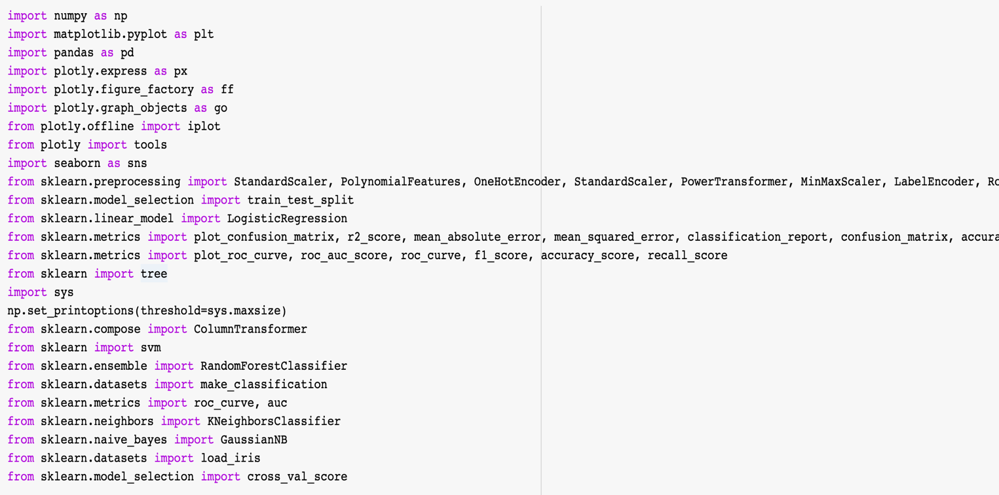 import numpy as np
import matplotlib.pyplot as plt
import pandas as pd
import plotly.express as px
import plotly.figure_factory as ff
import plotly.graph_objects as go
from plotly.offline import iplot
from plotly import tools
import seaborn as sns
from sklearn.preprocessing import StandardScaler, PolynomialFeatures, OneHotEncoder, StandardScaler, PowerTransformer, MinMaxScaler, LabelEncoder,
from sklearn.model_selection import train_test_split
from sklearn.linear_model import LogisticRegression
from sklearn.metrics import plot_confusion_matrix, r2_score, mean_absolute_error, mean_squared_error, classification_report, confusion_matrix,
from sklearn.metrics import plot_roc_curve, roc_auc_score, roc_curve, f1_score, accuracy_score, recall_score
from sklearn import tree
import sys
np.set_printoptions(threshold=sys.maxsize)
from sklearn.compose import ColumnTransformer
from sklearn import svm
from sklearn.ensemble import RandomForestClassifier
from sklearn.datasets import make_classification
from sklearn.metrics import roc_curve, auc
from sklearn.neighbors import KNeighborsClassifier
from sklearn.naive_bayes import GaussianNB
from sklearn.datasets import load_iris
from sklearn.model_selection import cross_val_score